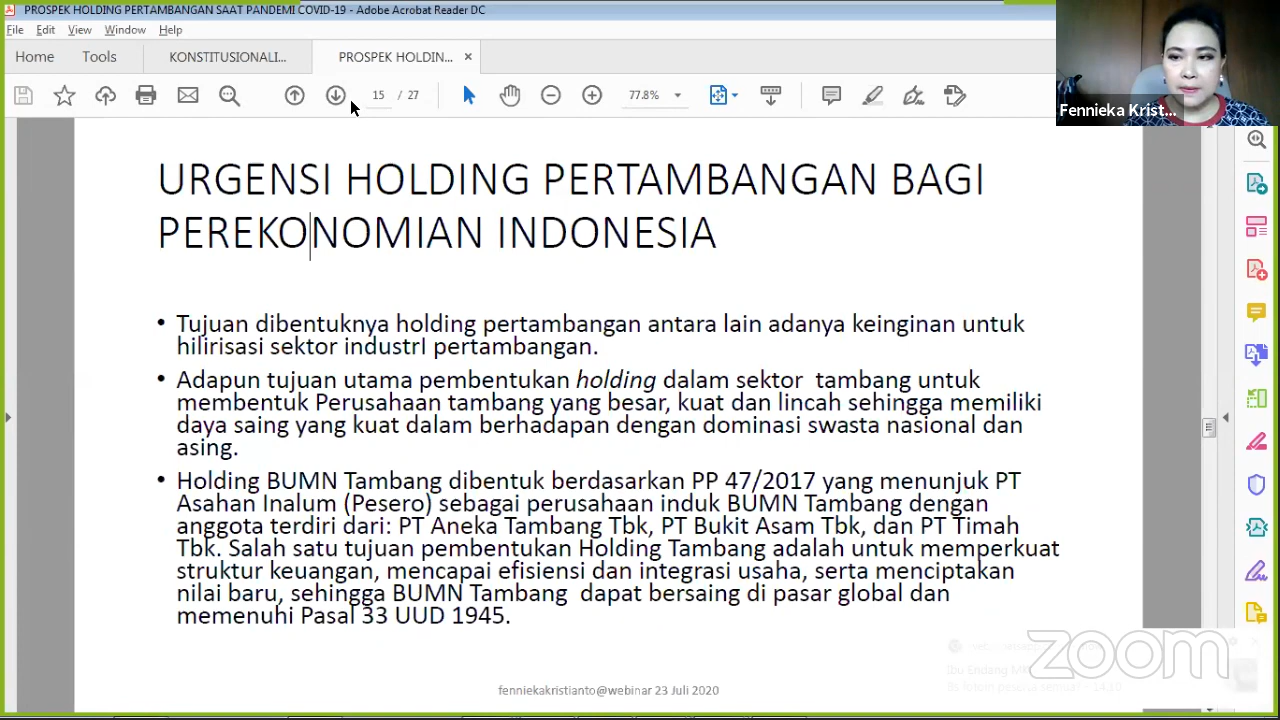 PROSPEK HOLDING PERTAMBANGAN SAAT PANDEMI COVID-19 - Adobe Acrobat Reader DC
File Edit View Window Help
Home Tools KONSTITUSIONALI... PROSPEK HOLDIN... ×
15 / 27 77.8%
Fennieka Krist...
URGENSI HOLDING PERTAMBANGAN BAGI
PEREKONOMIAN INDONESIA
• Tujuan dibentuknya holding pertambangan antara lain adanya keinginan untuk
hilirisasi sektor industrI pertambangan.
• Adapun tujuan utama pembentukan holding dalam sektor tambang untuk
membentuk Perusahaan tambang yang besar, kuat dan lincah sehingga memiliki
daya saing yang kuat dalam berhadapan dengan dominasi swasta nasional dan
asing.
• Holding BUMN Tambang dibentuk berdasarkan PP 47/2017 yang menunjuk PT
Asahan Inalum (Pesero) sebagai perusahaan induk BUMN Tambang dengan
anggota terdiri dari: PT Aneka Tambang Tbk, PT Bukit Asam Tbk, dan PT Timah
Tbk. Salah satu tujuan pembentukan Holding Tambang adalah untuk memperkuat
struktur keuangan, mencapai efisiensi dan integrasi usaha, serta menciptakan
nilai baru, sehingga BUMN Tambang dapat bersaing di pasar global dan
memenuhi Pasal 33 UUD 1945.
zoom
Ibu Endang
fenniekakristianto@webinar 23 Juli 2020